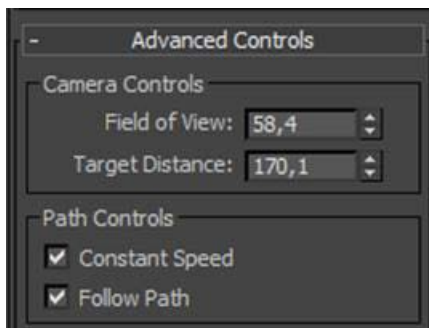 - Advanced Controls
Camera Controls
Field of View: 58,4
Target Distance: 170,1
Path Controls
Constant Speed
Follow Path